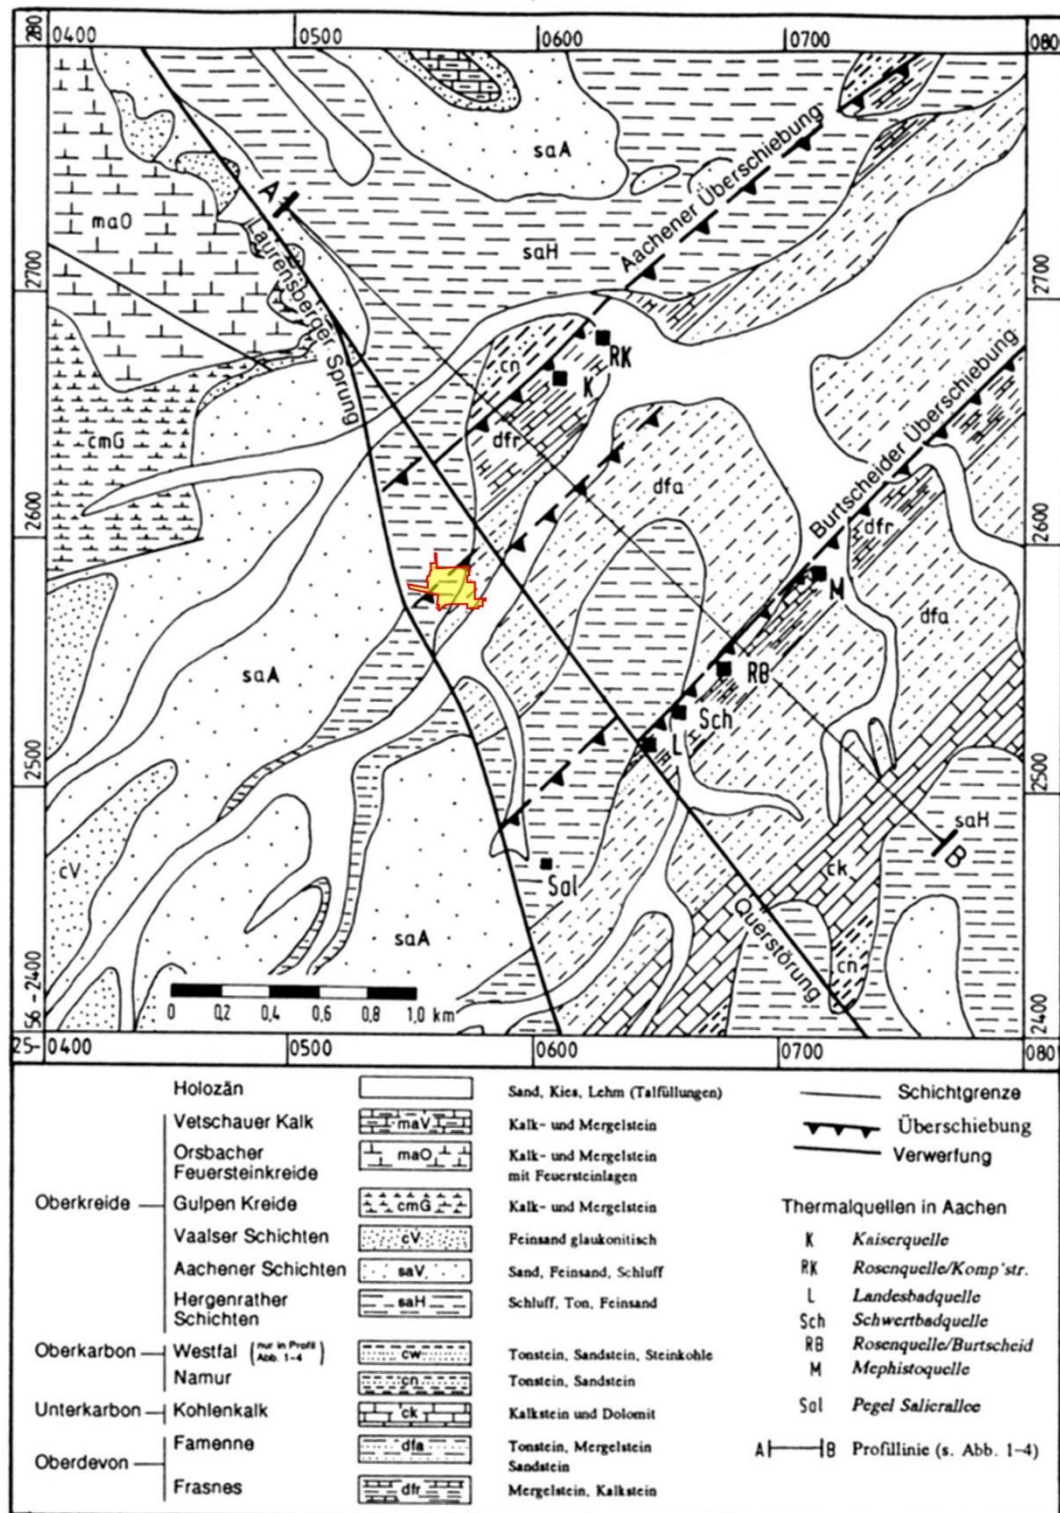 2801
0400
0500
0600
0700
080
A
saA
maO
saH
Aachener Überschiebung
2700
2700
Laurensberger Sprung
cn
RK
K
dfr
cmG
dfa
Burtscheider Überschiebung
2600
2600
dfr
M
dfa
saA
RB
Sch
L
2500
2500
saH
B
cV
ck
Sal
saA
Querstörung
cn
56-2400
2400
0 0,2 0,4 0,6 0,8 1,0 km
25-
0400
0500
0600
0700
080
Holozän Sand, Kies, Lehm (Talfüllungen)
Vetschauer Kalk maV Kalk- und Mergelstein
Orsbacher Feuersteinkreide maO Kalk- und Mergelstein
mit Feuersteinlagen
Oberkreide Gulpen Kreide cmG Kalk- und Mergelstein
Vaalser Schichten cV Feinsand glaukonitisch
Aachener Schichten saV Sand, Feinsand, Schluff
Hergenrather Schichten saH Schluff, Ton, Feinsand
Oberkarbon Westfal (nur in Profil Abb. 1-4) cw Tonstein, Sandstein, Steinkohle
Namur cn Tonstein, Sandstein
Unterkarbon Kohlenkalk ck Kalkstein und Dolomit
Oberdevon Famenne dfa Tonstein, Mergelstein
Sandstein
Frasnes dfr Mergelstein, Kalkstein
Schichtgrenze
Überschiebung
Verwerfung
Thermalquellen in Aachen
K Kaiserquelle
RK Rosenquelle/Komp'str.
L Landesbadquelle
Sch Schwertbadquelle
RB Rosenquelle/Burtscheid
M Mephistoquelle
Sal Pegel Salierallee
A B Profillinie (s. Abb. 1-4)